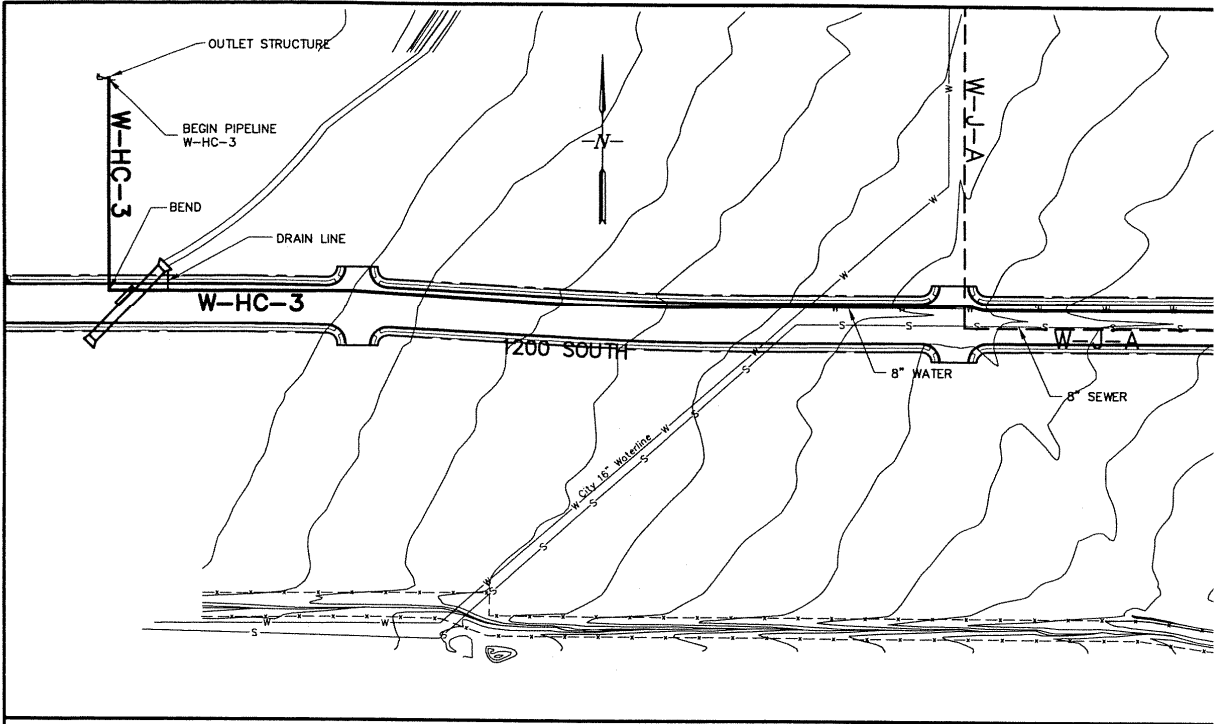 OUTLET STRUCTURE
BEGIN PIPELINE
W-HC-3
W-HC-3
BEND
DRAIN LINE
N
W-J-A
W-HC-3
1200 SOUTH
W-J-A
8" WATER
8" SEWER
City 16" Waterline
W
W
W
W
W
W
W
W
W
W
W
W
S
S
S
S
S
S
S
S
S
S
S
S